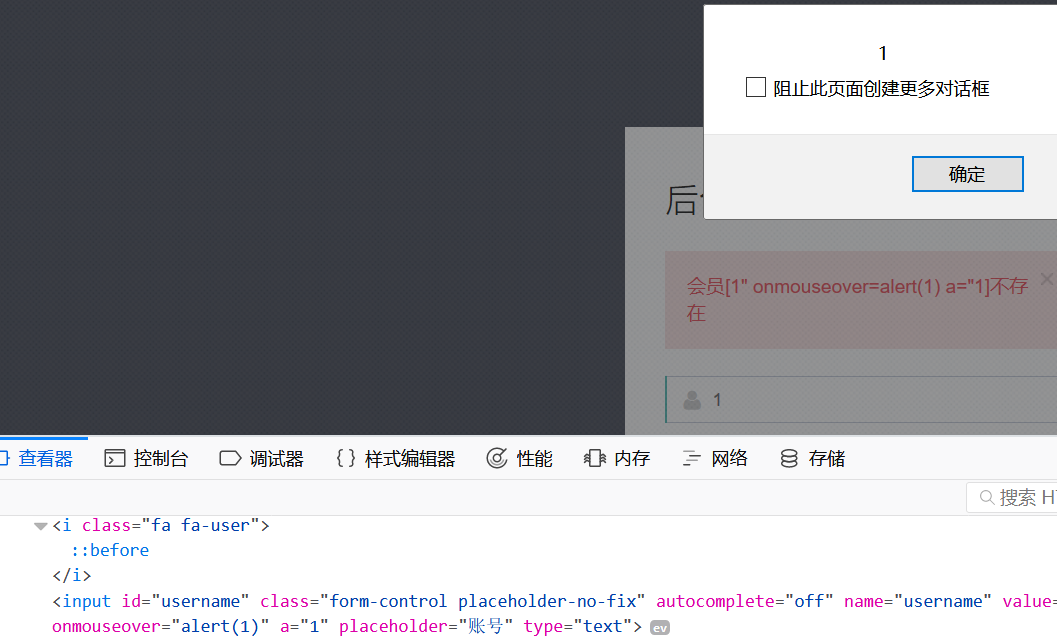 1
阻止此页面创建更多对话框
确定
后
会员[1" onmouseover=alert(1) a="1]不存
在
1
查看器 控制台 调试器 {} 样式编辑器 性能 内存 网络 存储
搜索 HT
<i class="fa fa-user">
::before
</i>
<input id="username" class="form-control placeholder-no-fix" autocomplete="off" name="username" value=
onmouseover="alert(1)" a="1" placeholder="账号" type="text"> ev